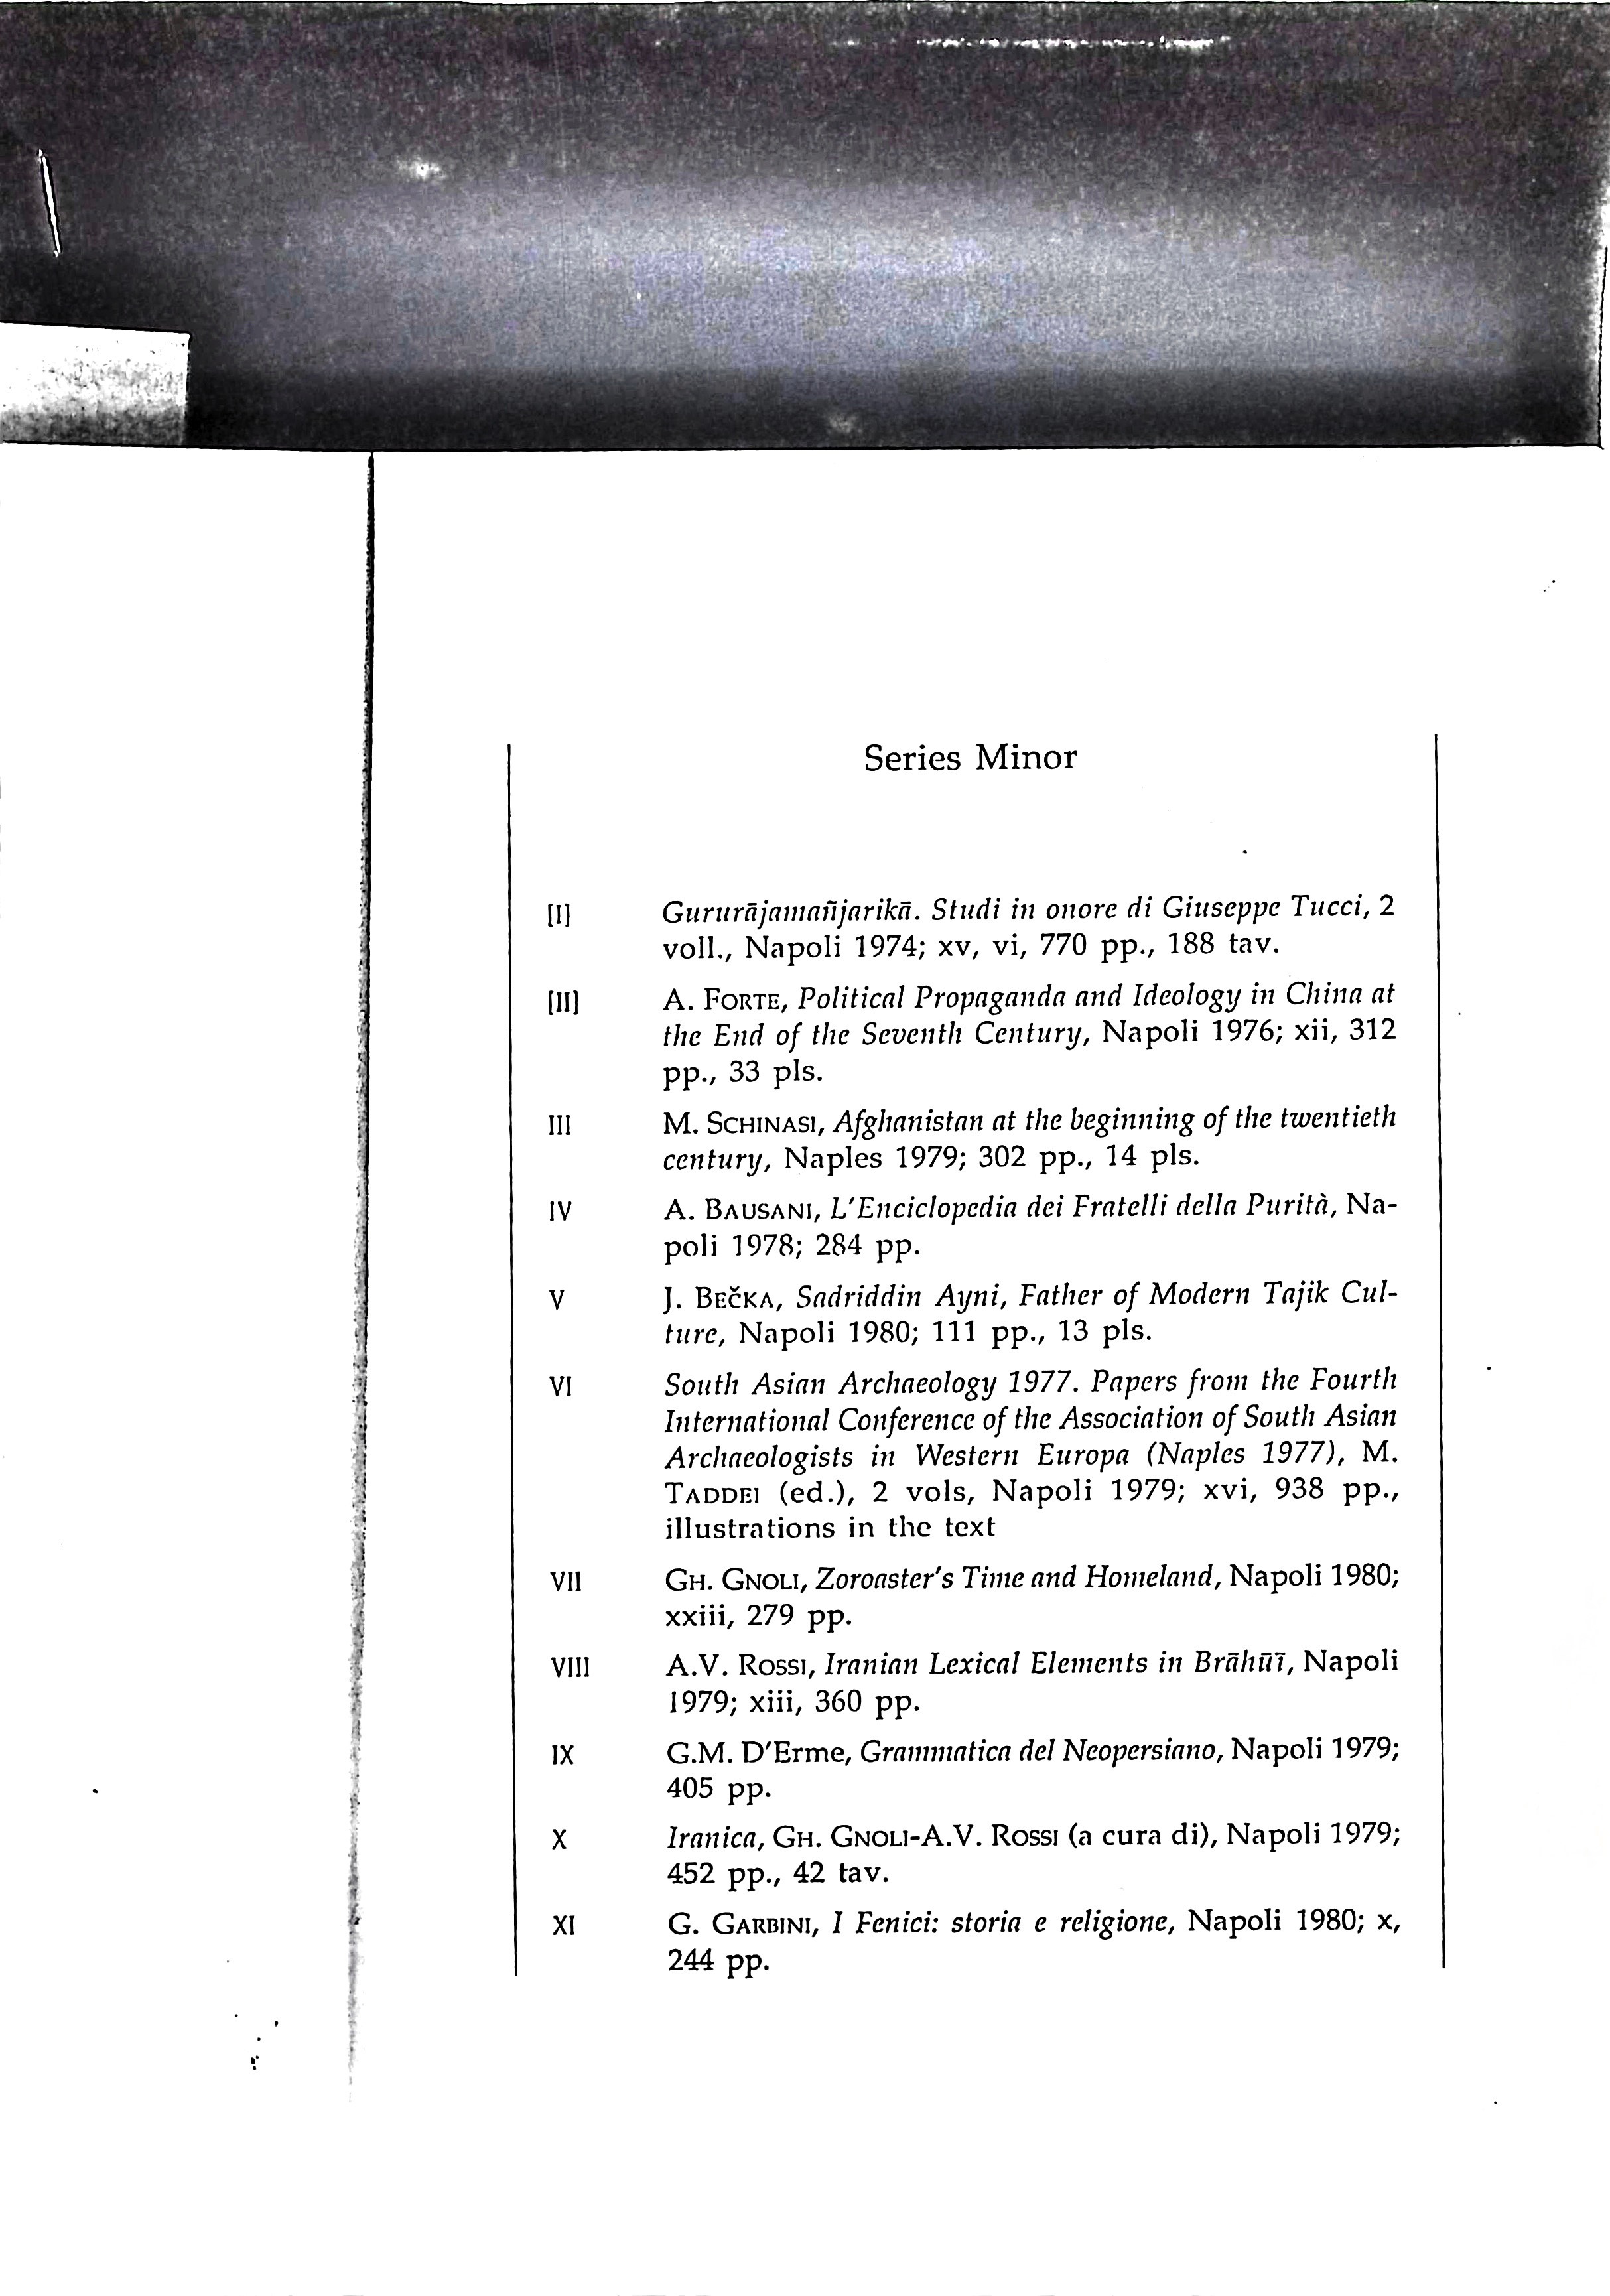 Series Minor
[I] Gururājamañjarikā. Studi in onore di Giuseppe Tucci, 2
voll., Napoli 1974; xv, vi, 770 pp., 188 tav.
[II] A. FORTE, Political Propaganda and Ideology in China at
the End of the Seventh Century, Napoli 1976; xii, 312
pp., 33 pls.
III M. SCHINASI, Afghanistan at the beginning of the twentieth
century, Naples 1979; 302 pp., 14 pls.
IV A. BAUSANI, L'Enciclopedia dei Fratelli della Purità, Na-
poli 1978; 284 pp.
V J. BEČKA, Sadriddin Ayni, Father of Modern Tajik Cul-
ture, Napoli 1980; 111 pp., 13 pls.
VI South Asian Archaeology 1977. Papers from the Fourth
International Conference of the Association of South Asian
Archaeologists in Western Europa (Naples 1977), M.
TADDEI (ed.), 2 vols, Napoli 1979; xvi, 938 pp.,
illustrations in the text
VII GH. GNOLI, Zoroaster's Time and Homeland, Napoli 1980;
xxiii, 279 pp.
VIII A.V. ROSSI, Iranian Lexical Elements in Brāhūī, Napoli
1979; xiii, 360 pp.
IX G.M. D'Erme, Grammatica del Neopersiano, Napoli 1979;
405 pp.
X Iranica, GH. GNOLI-A.V. ROSSI (a cura di), Napoli 1979;
452 pp., 42 tav.
XI G. GARBINI, I Fenici: storia e religione, Napoli 1980; x,
244 pp.